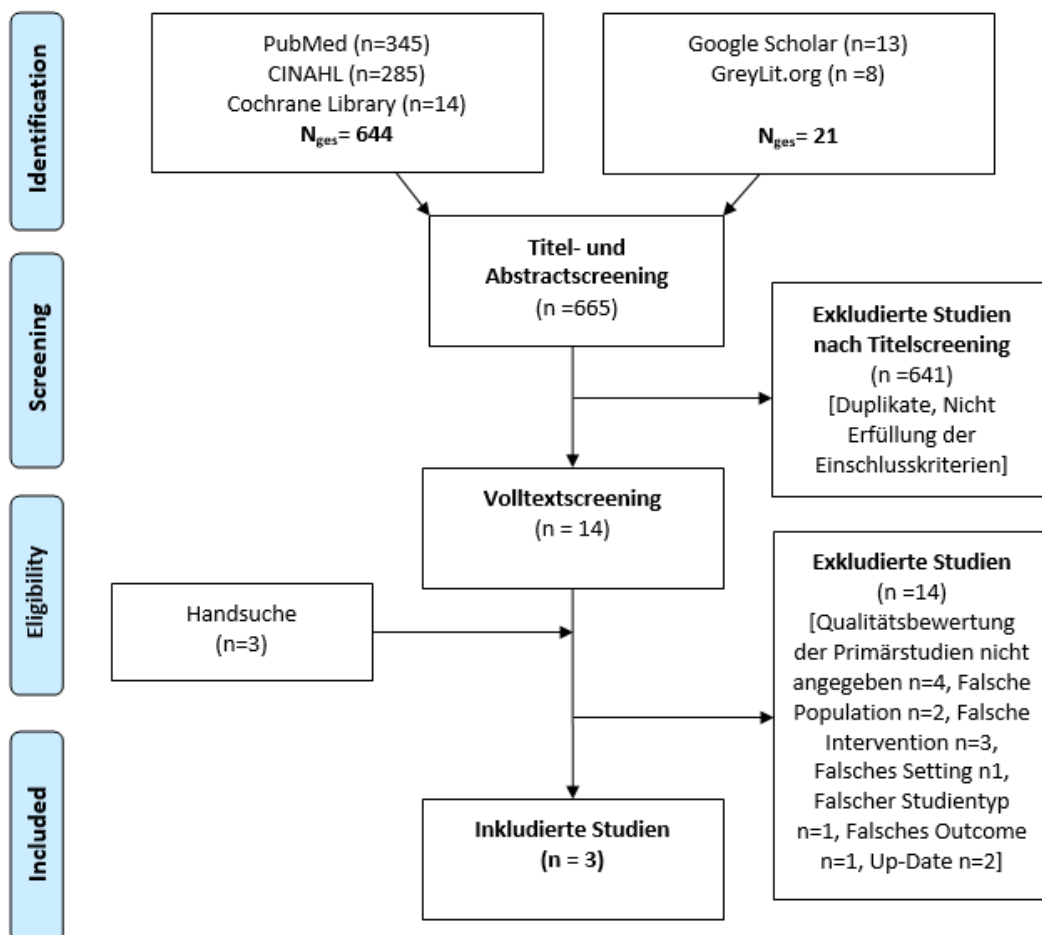 Identification
PubMed (n=345)
CINAHL (n=285)
Cochrane Library (n=14)
Nges= 644
Google Scholar (n=13)
GreyLit.org (n =8)
Nges= 21
Screening
Titel- und
Abstractscreening
(n =665)
Exkludierte Studien
nach Titelscreening
(n =641)
[Duplikate, Nicht
Erfüllung der
Einschlusskriterien]
Eligibility
Volltextscreening
(n = 14)
Handsuche
(n=3)
Exkludierte Studien
(n =14)
[Qualitätsbewertung
der Primärstudien nicht
angegeben n=4, Falsche
Population n=2, Falsche
Intervention n=3,
Falsches Setting n1,
Falscher Studientyp
n=1, Falsches Outcome
n=1, Up-Date n=2]
Included
Inkludierte Studien
(n = 3)